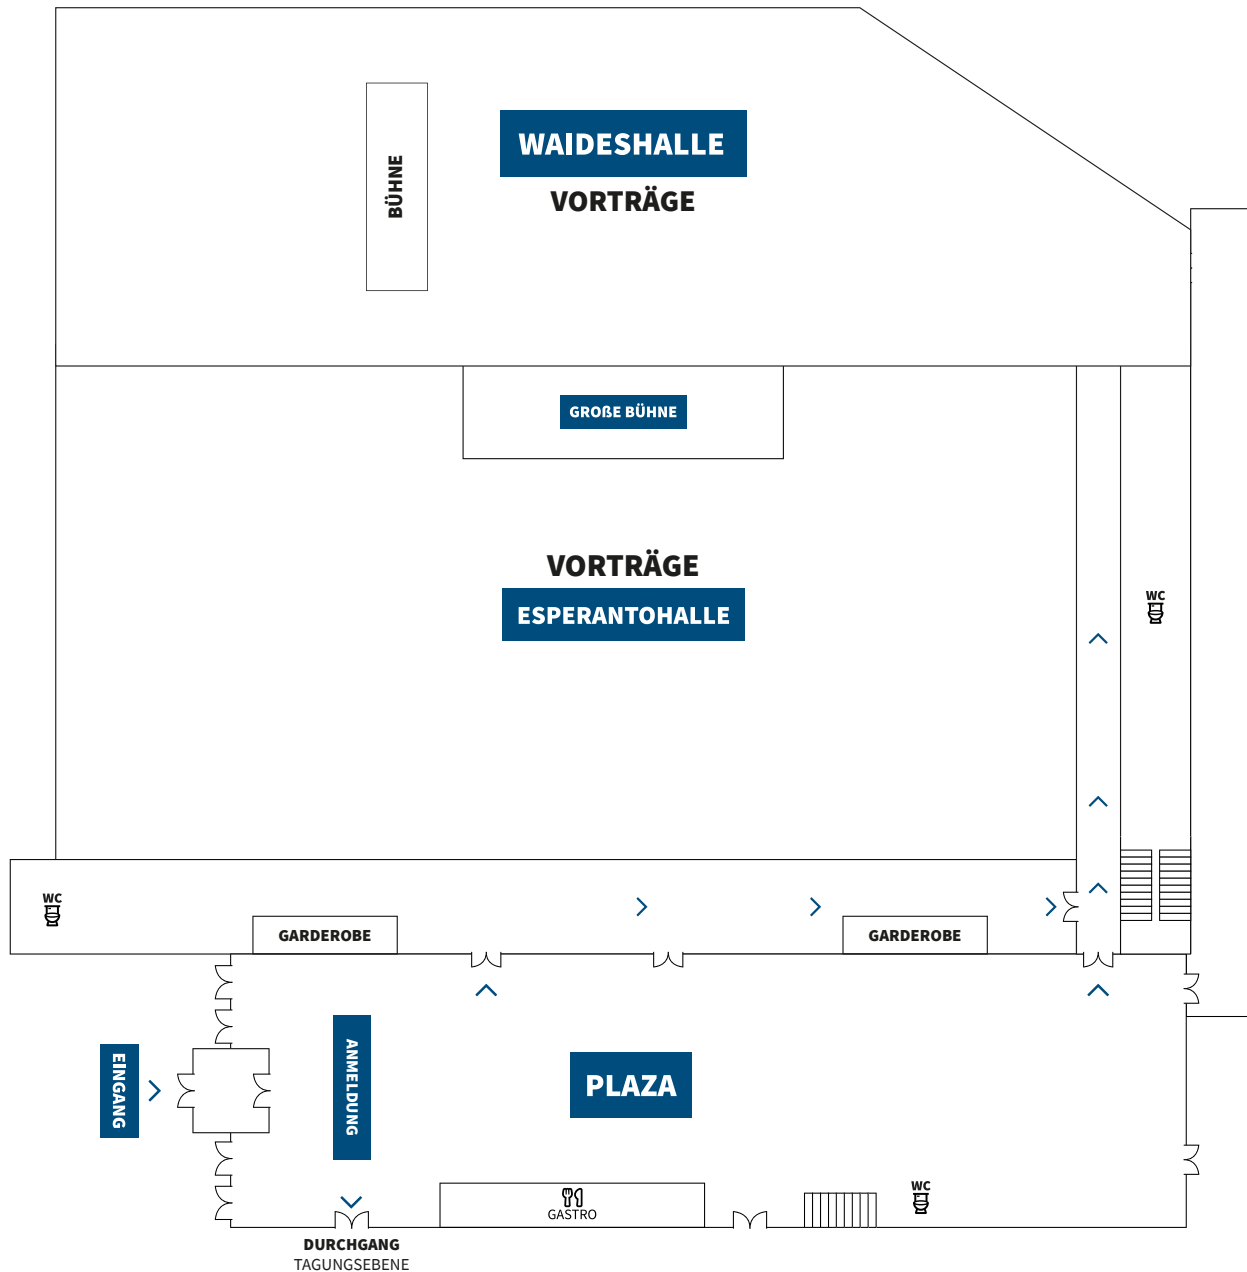 WAIDESHALLE
VORTRÄGE
BÜHNE
GROßE BÜHNE
VORTRÄGE
ESPERANTOHALLE
WC
WC
GARDEROBE
GARDEROBE
EINGANG
ANMELDUNG
PLAZA
GASTRO
WC
DURCHGANG
TAGUNGSEBENE